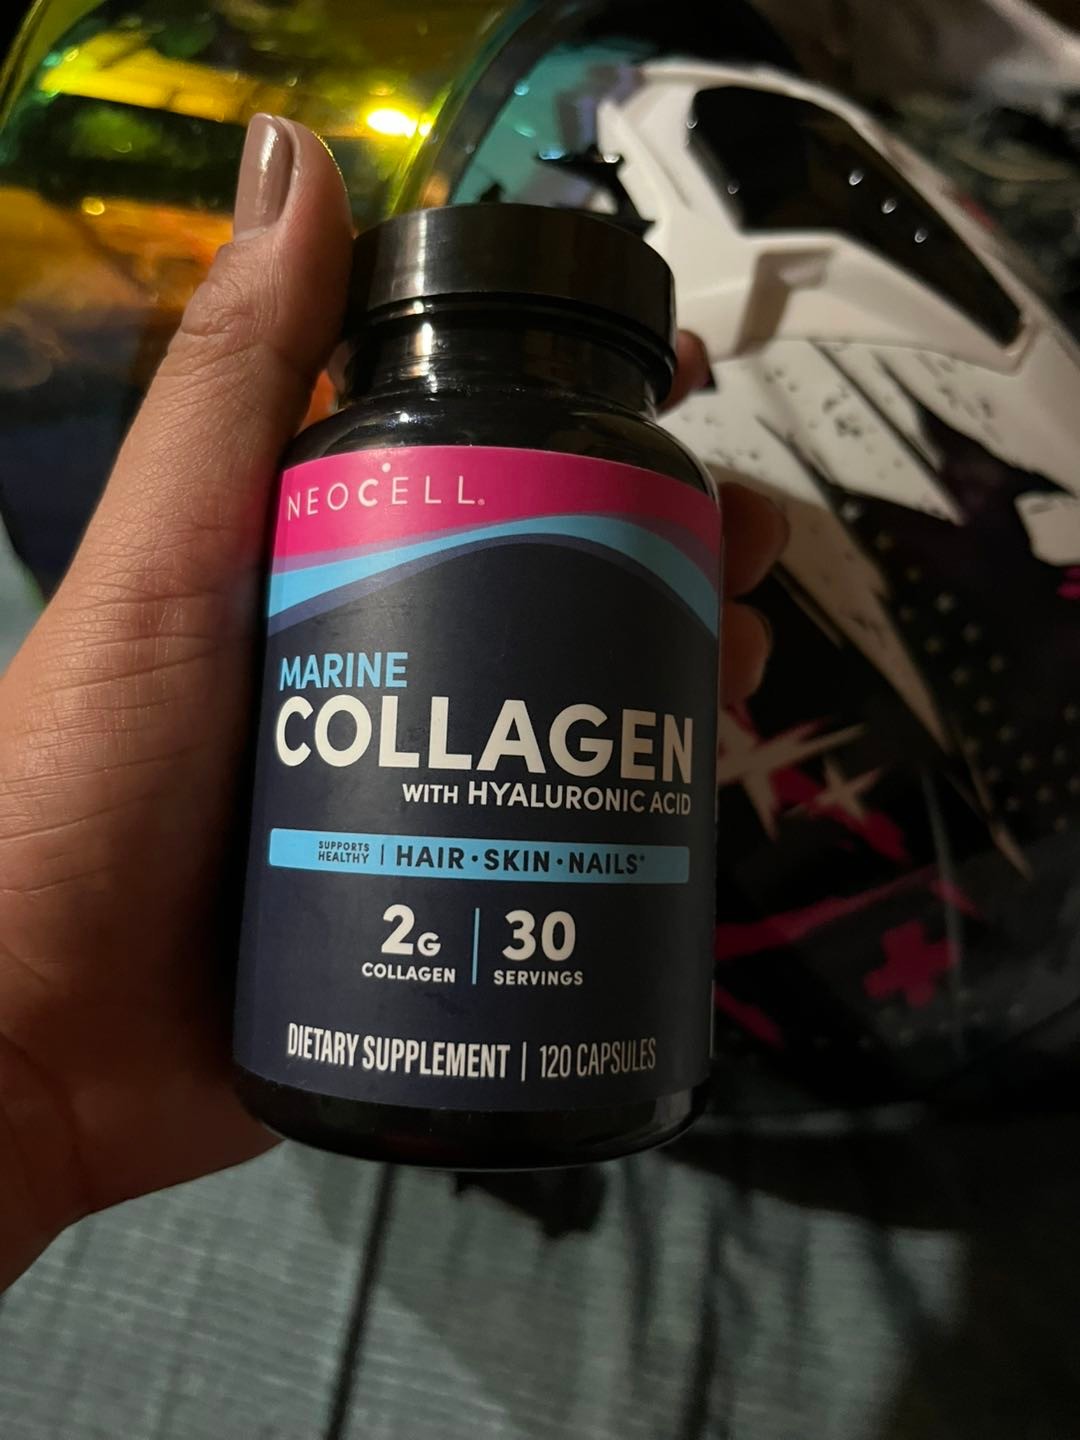 NEOCELL®
MARINE
COLLAGEN
WITH HYALURONIC ACID
SUPPORTS
HEALTHY | HAIR • SKIN • NAILS*
2G | 30
COLLAGEN SERVINGS
DIETARY SUPPLEMENT | 120 CAPSULES